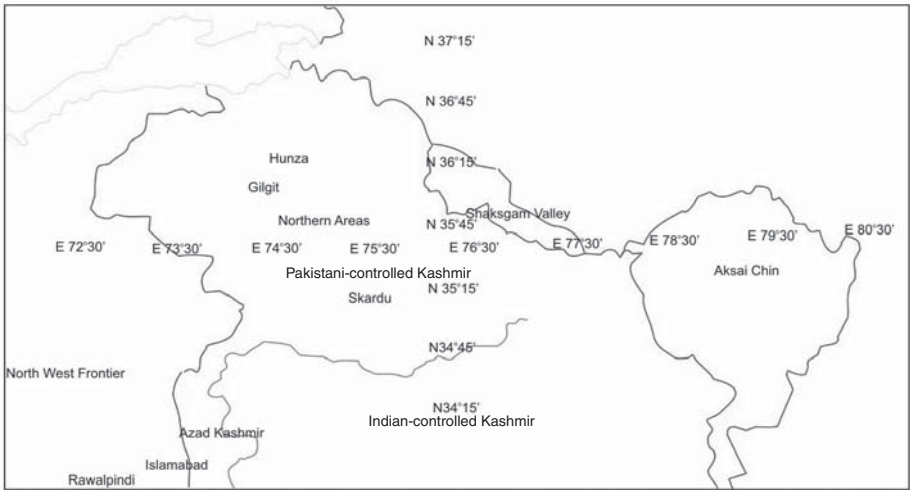 N 37°15'
N 36°45'
Hunza
N 36°15'
Gilgit
Shaksgam Valley
Northern Areas
N 35°45'
E 72°30'
E 73°30'
E 74°30'
E 75°30'
E 76°30'
E 77°30'
E 78°30'
E 79°30'
E 80°30'
Pakistani-controlled Kashmir
Aksai Chin
N 35°15'
Skardu
N34°45'
North West Frontier
N34°15'
Indian-controlled Kashmir
Azad Kashmir
Islamabad
Rawalpindi